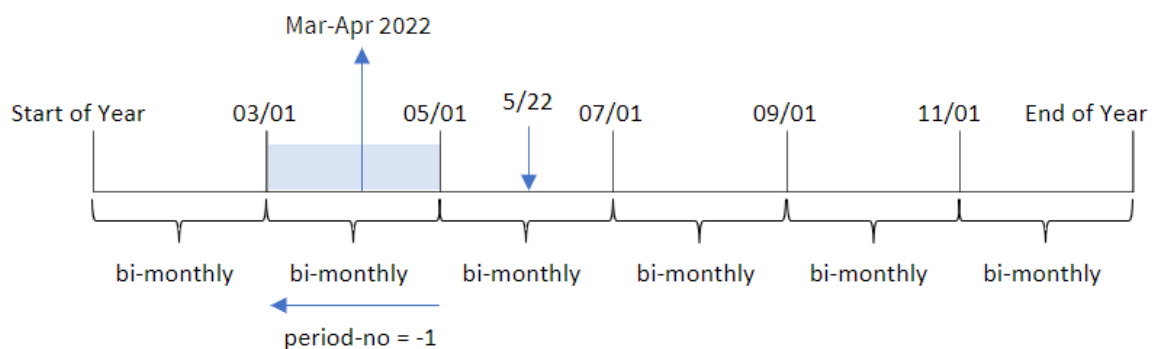 Mar-Apr 2022
Start of Year 03/01 05/01 5/22 07/01 09/01 11/01 End of Year
bi-monthly bi-monthly bi-monthly bi-monthly bi-monthly bi-monthly
period-no = -1